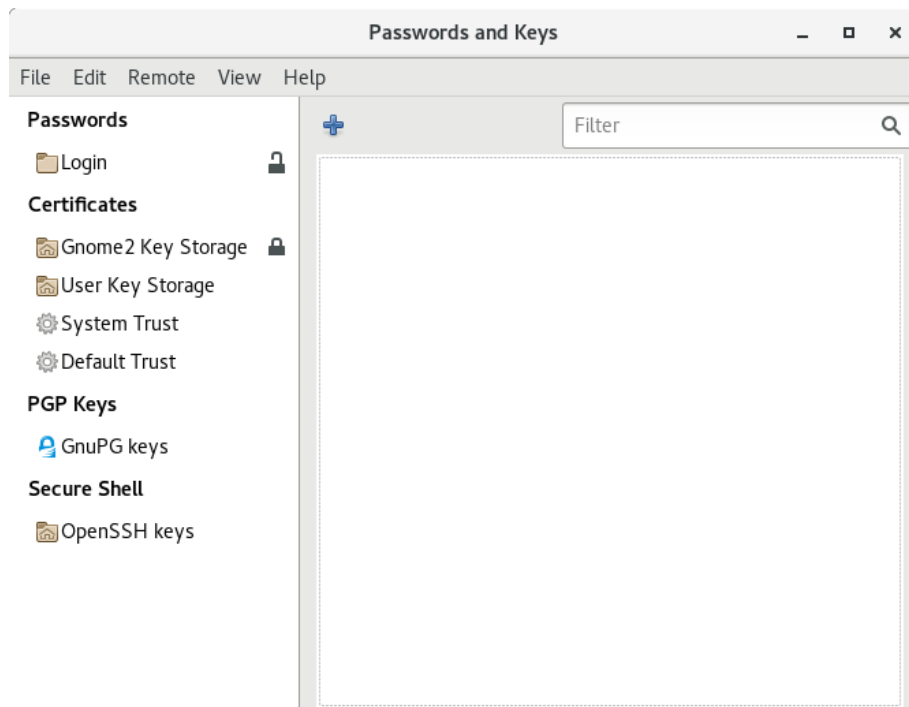 Passwords and Keys
File Edit Remote View Help
Passwords
Login
Certificates
Gnome2 Key Storage
User Key Storage
System Trust
Default Trust
PGP Keys
GnuPG keys
Secure Shell
OpenSSH keys
Filter